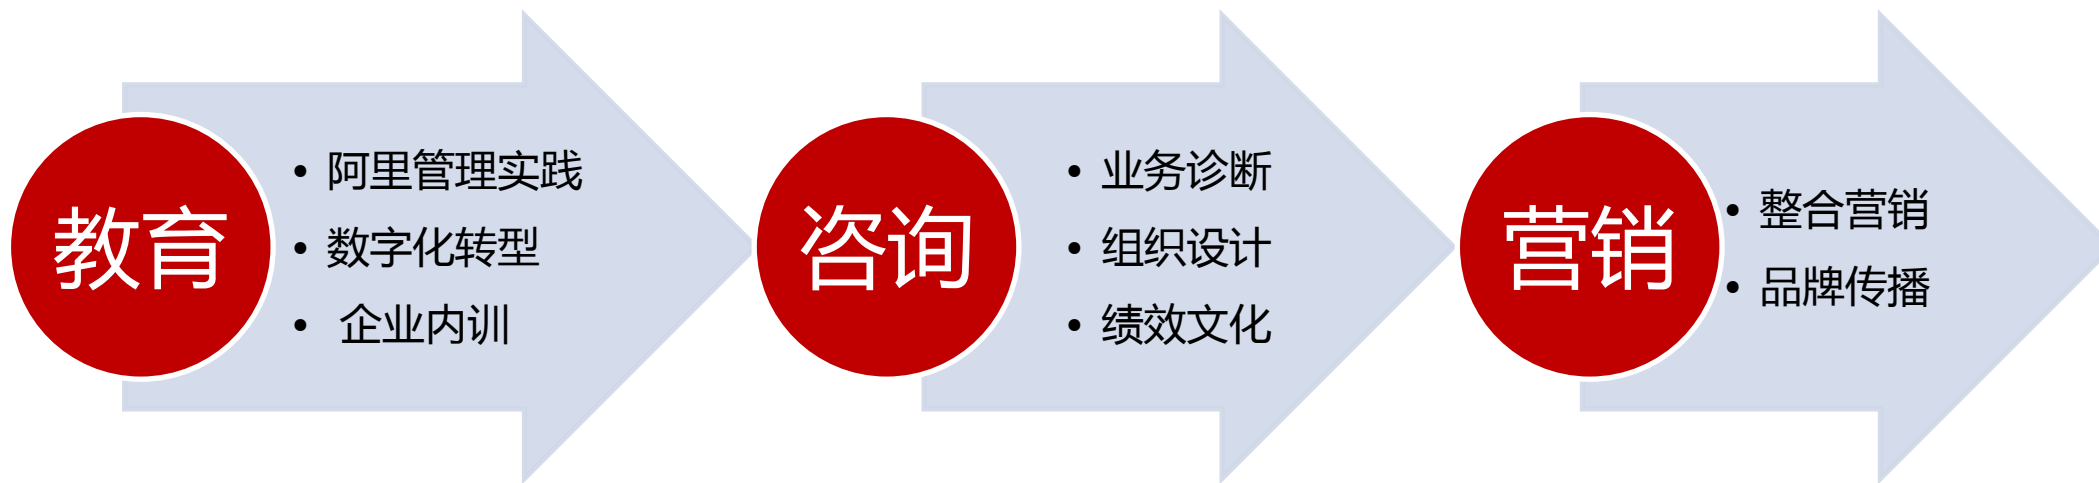 教育
• 阿里管理实践
• 数字化转型
• 企业内训
咨询
• 业务诊断
• 组织设计
• 绩效文化
营销
• 整合营销
• 品牌传播